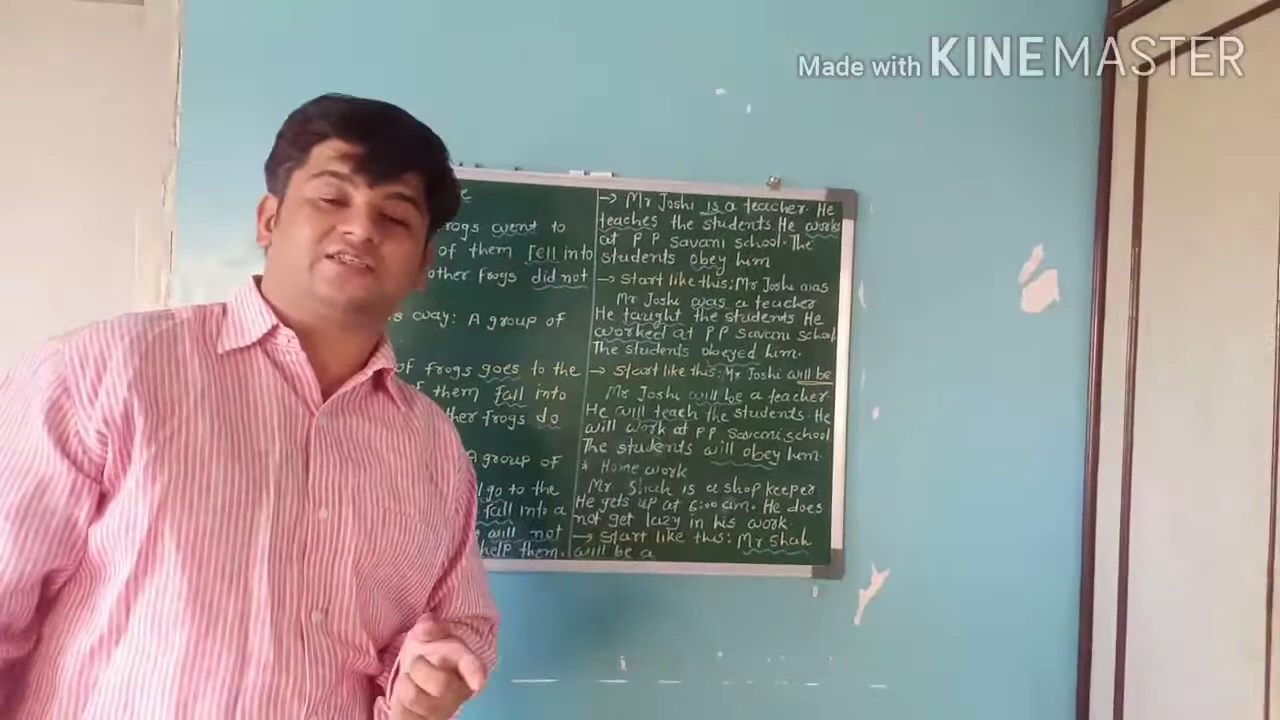 Made with KINEMASTER
rogs went to
of them fell into
other frogs did not
way: A group of
of frogs goes to the
them fall into
her frogs do
A group of
go to the
fall into a
will not
help them.
→ Mr Joshi is a teacher. He
teaches the students He works
at P P Savani school. The
students obey him
→ Start like this: Mr Joshi was
Mr Joshi was a teacher
He taught the students He
worked at P P Savani school
The students obeyed him.
→ Start like this: Mr Joshi will be
Mr Joshi will be a teacher.
He will teach the students. He
will work at P P Savani school
The students will obey him.
* Home work
Mr Shah is a shop keeper.
He gets up at 6:00 am. He does
not get lazy in his work.
→ Start like this: Mr Shah
will be a